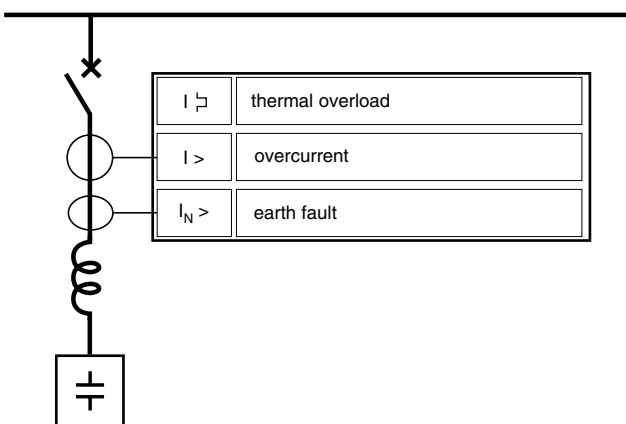 I thermal overload
I > overcurrent
I_N > earth fault